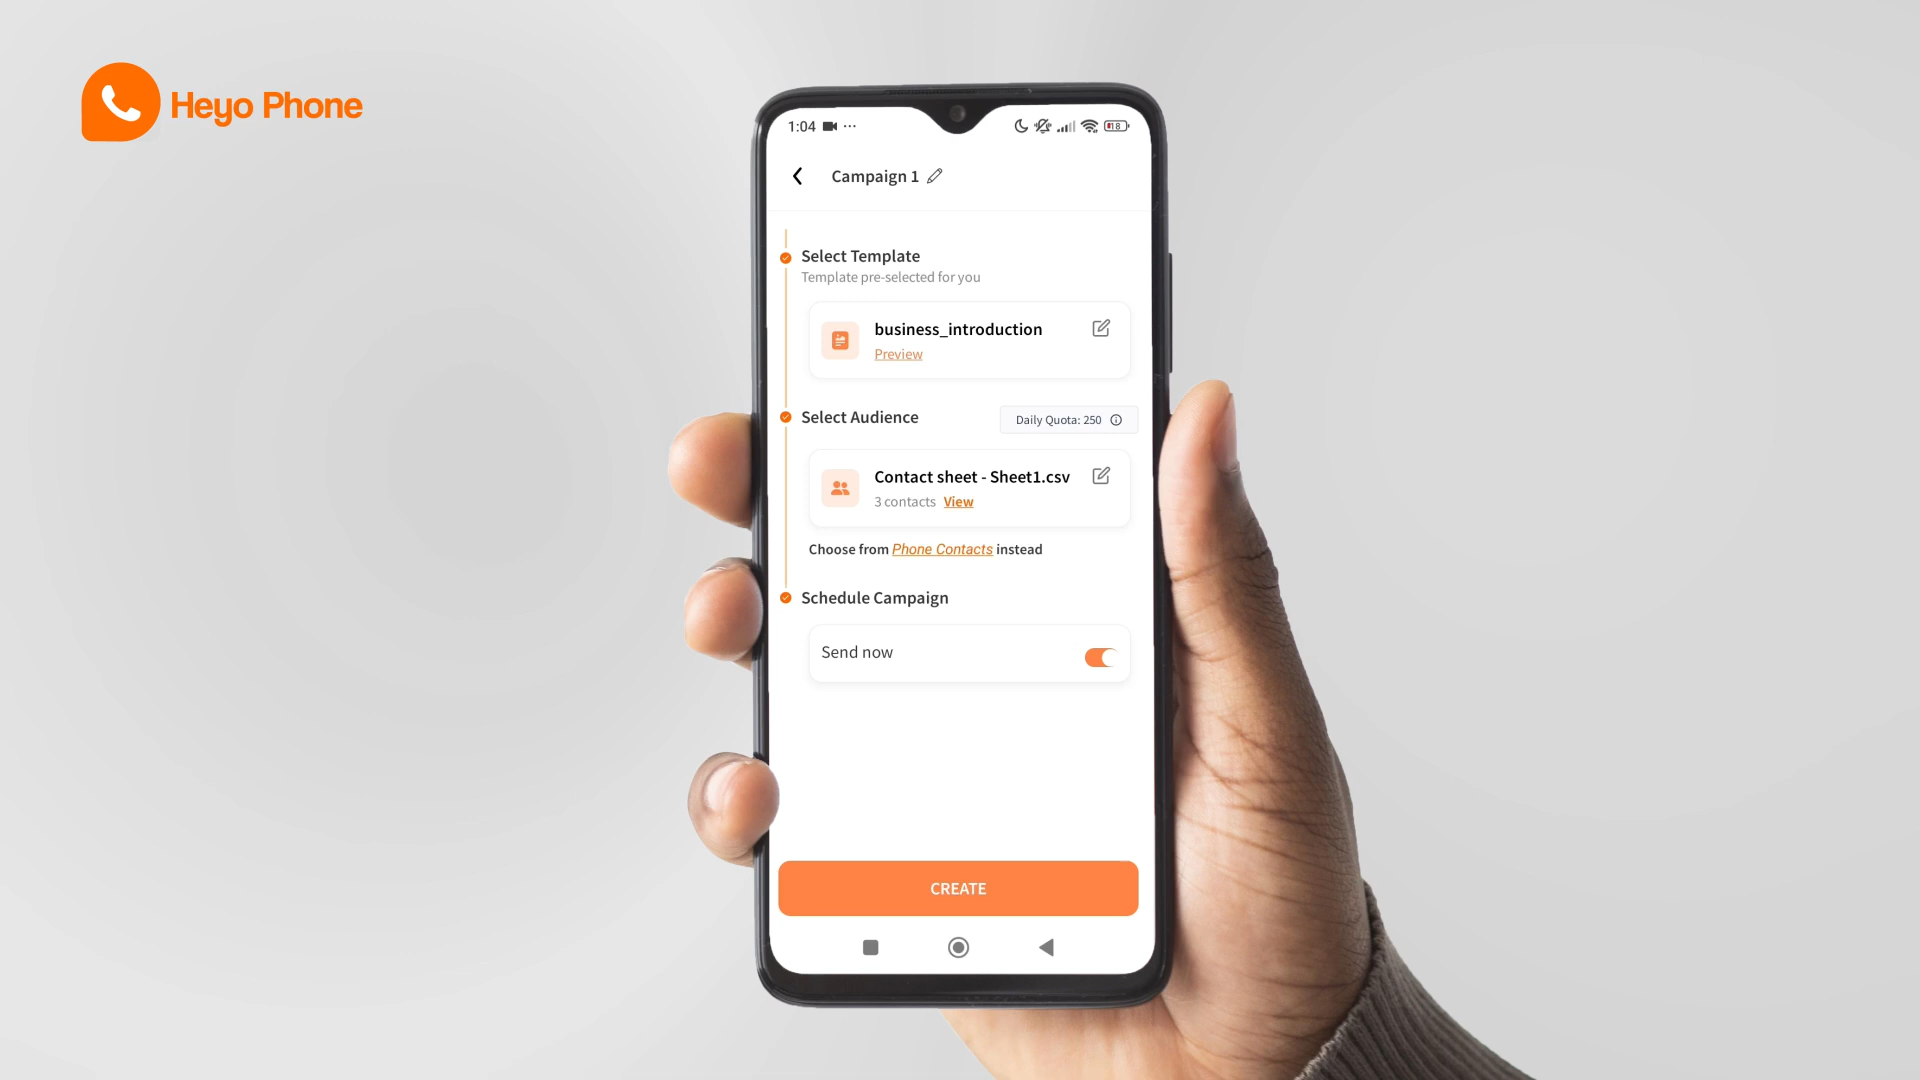 Heyo Phone
1:04
18
Campaign 1
Select Template
Template pre-selected for you
business_introduction
Preview
Select Audience
Daily Quota: 250
Contact sheet - Sheet1.csv
3 contacts View
Choose from Phone Contacts instead
Schedule Campaign
Send now
CREATE